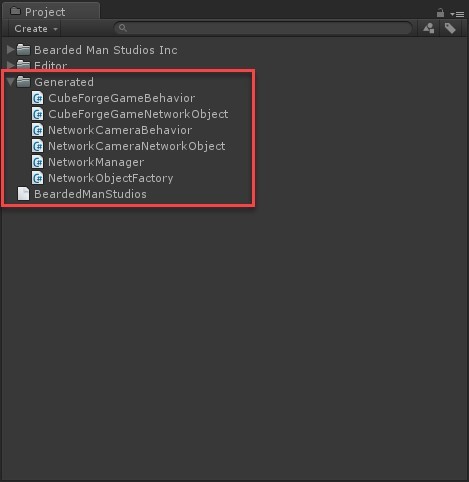 Project
Create
Bearded Man Studios Inc
Editor
Generated
CubeForgeGameBehavior
CubeForgeGameNetworkObject
NetworkCameraBehavior
NetworkCameraNetworkObject
NetworkManager
NetworkObjectFactory
BeardedManStudios